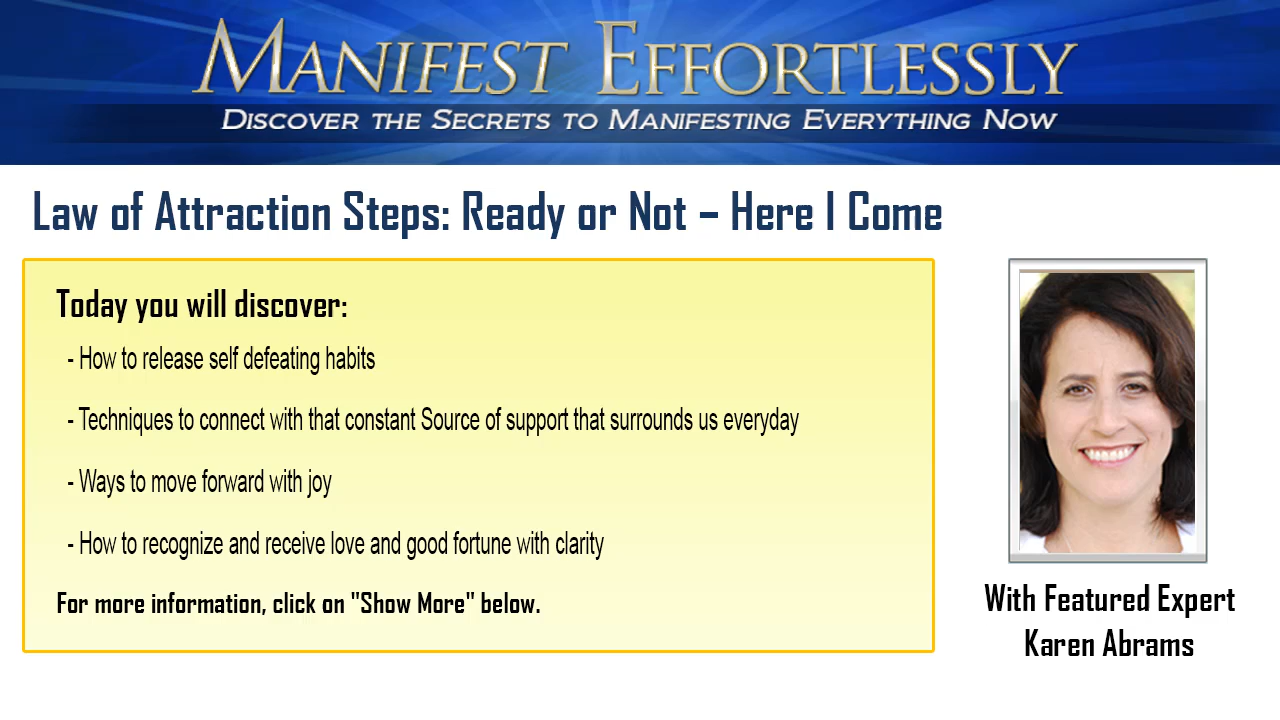 MANIFEST EFFORTLESSLY
DISCOVER THE SECRETS TO MANIFESTING EVERYTHING NOW
Law of Attraction Steps: Ready or Not – Here I Come
Today you will discover:
- How to release self defeating habits
- Techniques to connect with that constant Source of support that surrounds us everyday
- Ways to move forward with joy
- How to recognize and receive love and good fortune with clarity
For more information, click on "Show More" below.
With Featured Expert
Karen Abrams